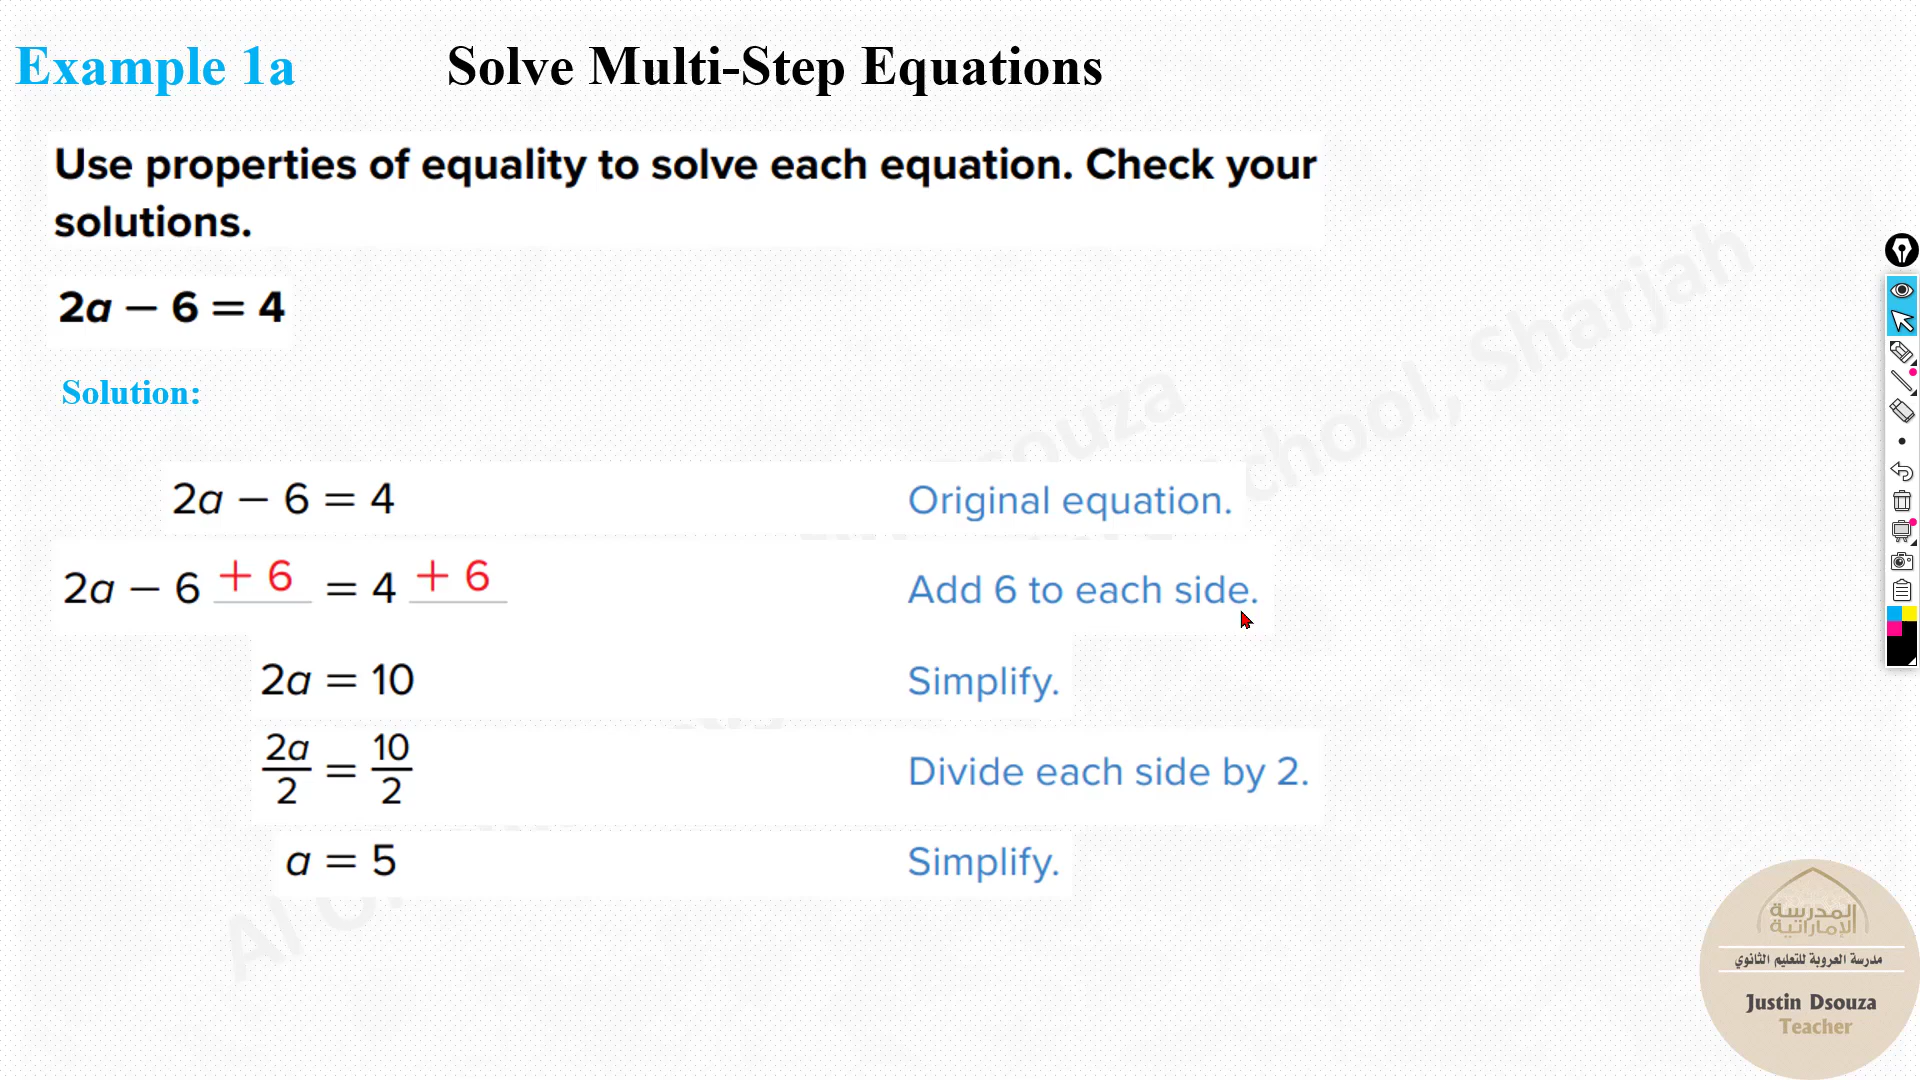 Example 1a Solve Multi-Step Equations
Use properties of equality to solve each equation. Check your
solutions.
2a − 6 = 4
Solution:
2a − 6 = 4 Original equation.
2a − 6 + 6 = 4 + 6 Add 6 to each side.
2a = 10 Simplify.
2a/2 = 10/2 Divide each side by 2.
a = 5 Simplify.
المدرسة
الإماراتية
مدرسة العروبة للتعليم الثانوي
Justin Dsouza
Teacher